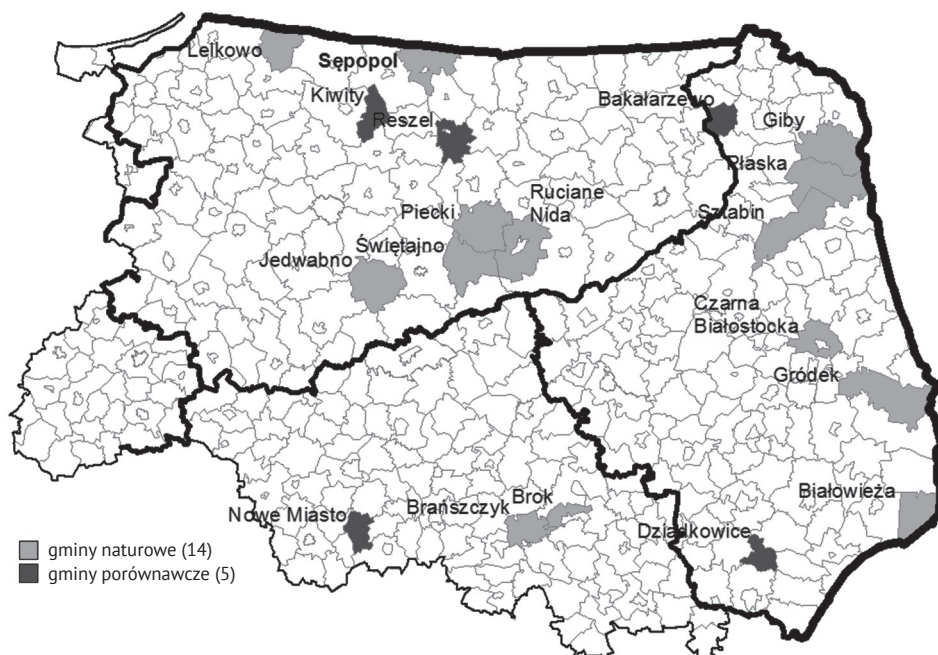 Lelkowo
Sępopol
Kiwity
Reszel
Bakałarzewo
Giby
Płaska
Sztabin
Piecki
Ruciane
Nida
Świętajno
Jedwabno
Czarna
Białostocka
Gródek
Białowieża
Nowe Miasto
Brańszczyk
Brok
Dziadkowice
gminy naturowe (14)
gminy porównawcze (5)